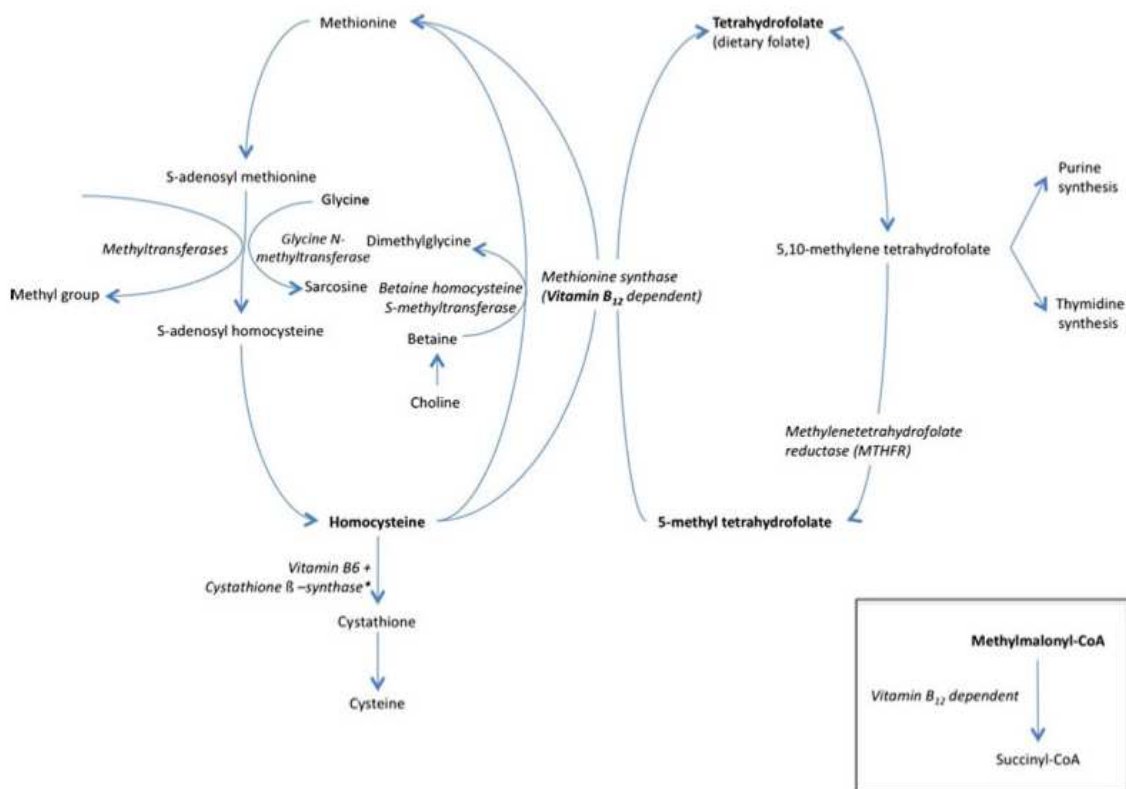 Methionine
Tetrahydrofolate
(dietary folate)
S-adenosyl methionine
Glycine
Methyltransferases
Glycine N-
methyltransferase
Dimethylglycine
Sarcosine
Methyl group
Betaine homocysteine
S-methyltransferase
Methionine synthase
(Vitamin B12 dependent)
S-adenosyl homocysteine
Betaine
Choline
5,10-methylene tetrahydrofolate
Purine
synthesis
Thymidine
synthesis
Methylenetetrahydrofolate
reductase (MTHFR)
Homocysteine
5-methyl tetrahydrofolate
Vitamin B6 +
Cystathione ß –synthase*
Cystathione
Cysteine
Methylmalonyl-CoA
Vitamin B12 dependent
Succinyl-CoA